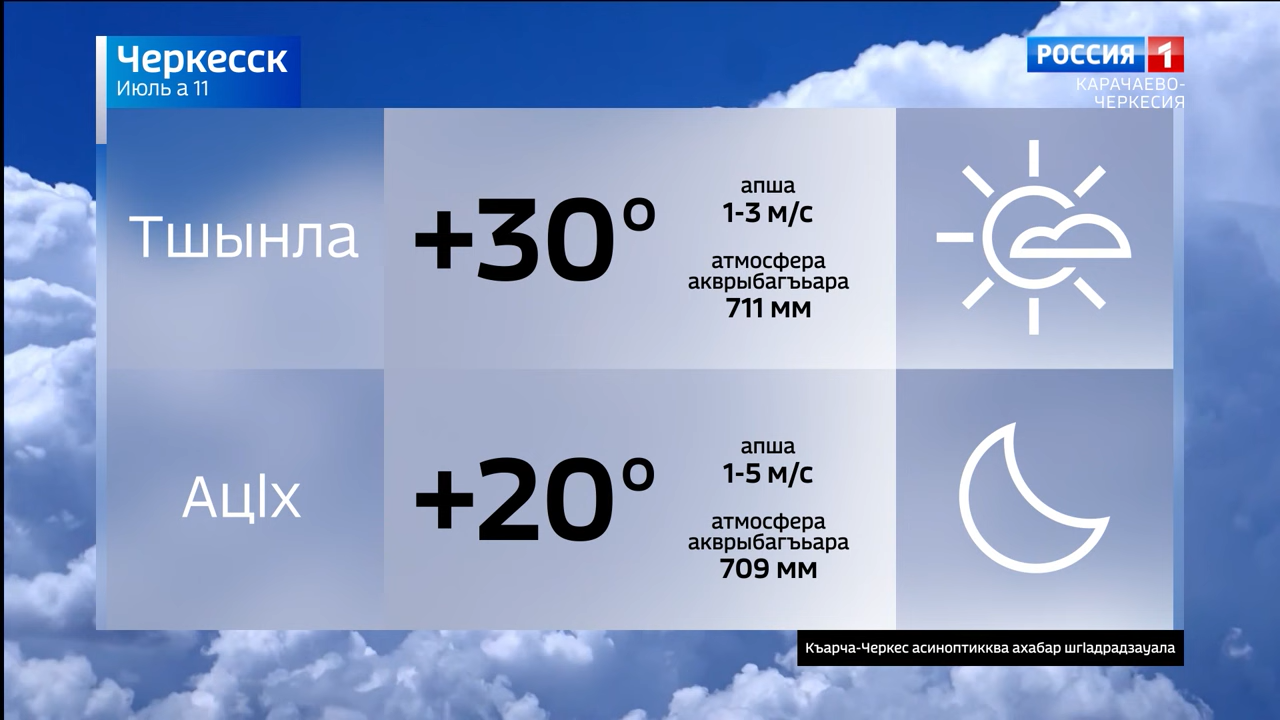 Черкесск
Июль а 11
РОССИЯ 1
КАРАЧАЕВО-
ЧЕРКЕСИЯ
Тшынла
+30°
апша
1-3 м/с
атмосфера
акврыбагъьара
711 мм
АцӀх
+20°
апша
1-5 м/с
атмосфера
акврыбагъьара
709 мм
Къарча-Черкес асиноптикква ахабар шгӀадрадзауала